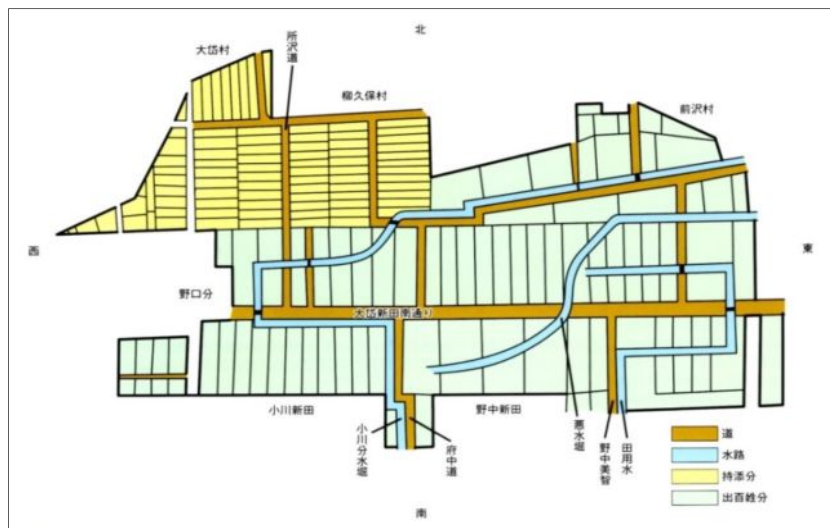 北
所沢道
大岱村
柳久保村
前沢村
西
東
野口分
大岱新田南通り
小川新田
野中新田
小川分水堀
府中道
悪水堀
野中美智
田用水
道
水路
持添分
出百姓分
南